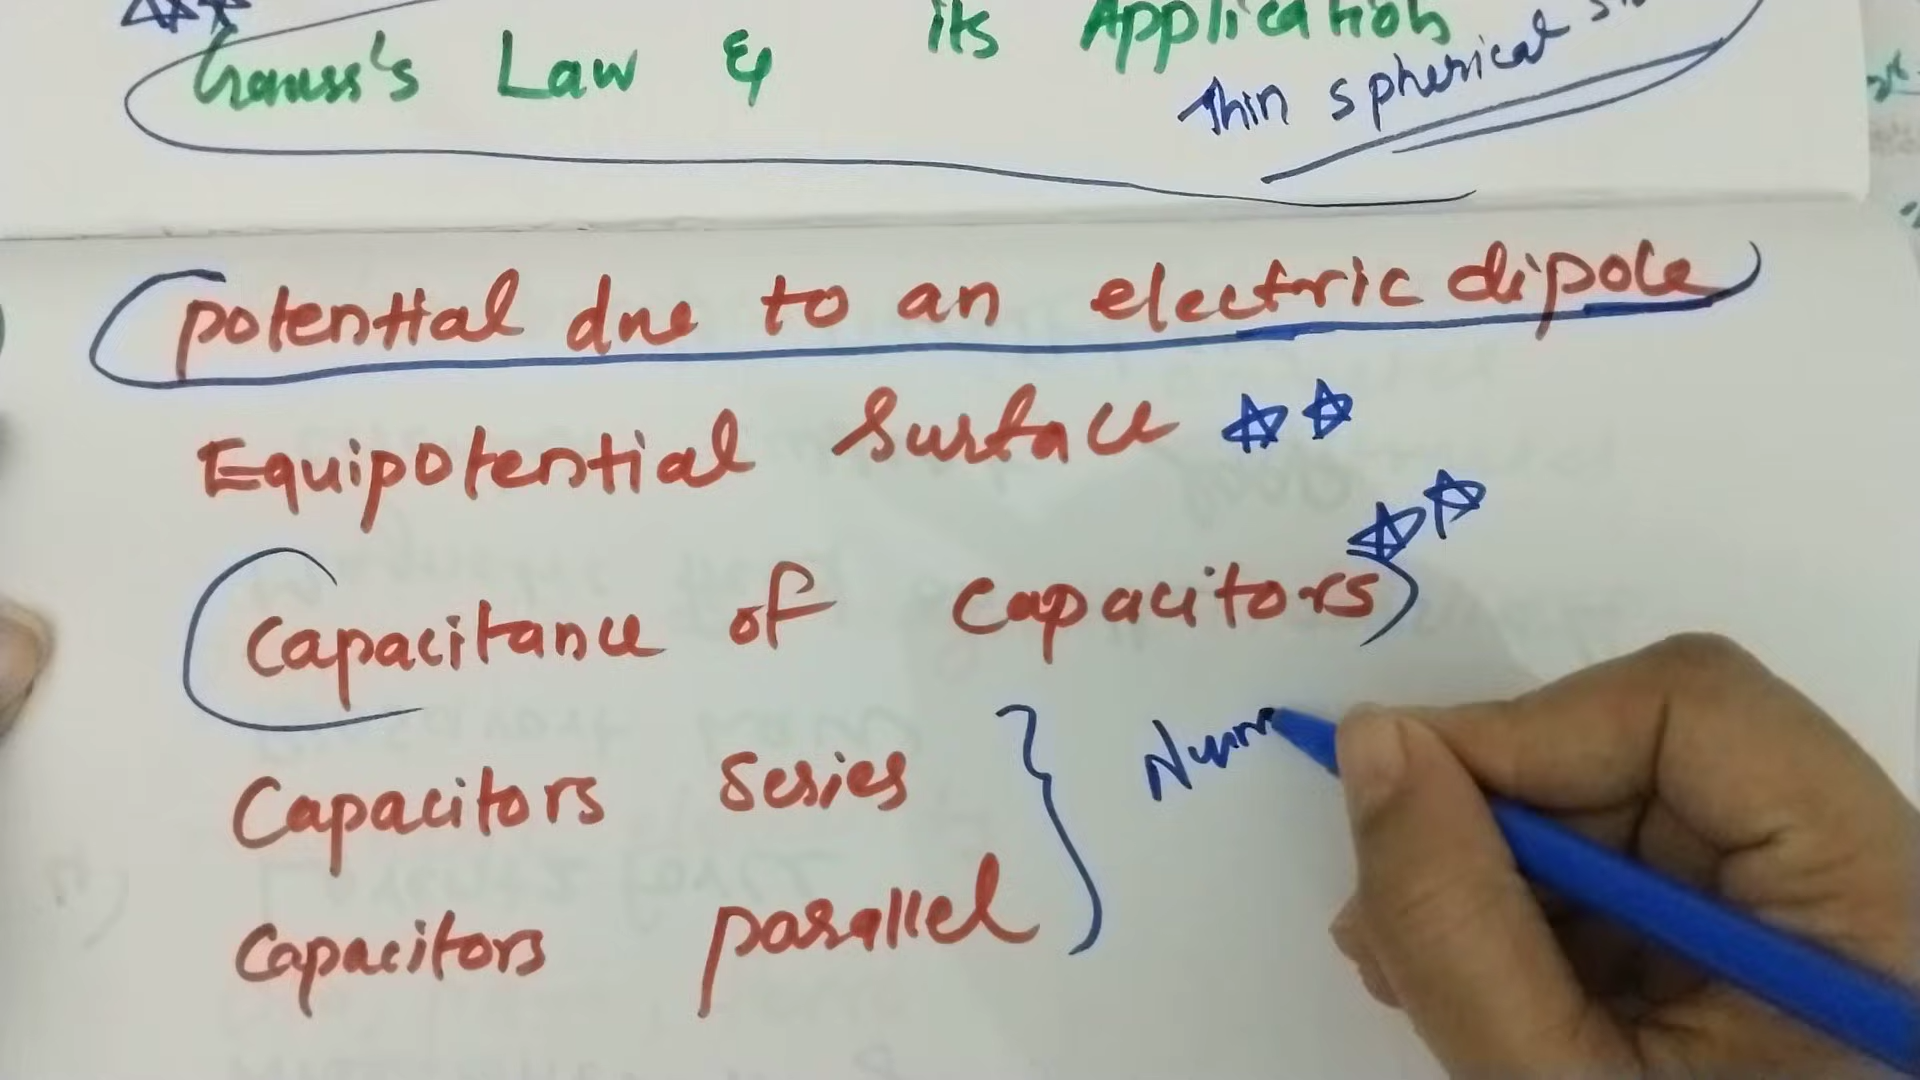 Gauss's Law & its Application
Thin spherical
potential due to an electric dipole
Equipotential Surface
Capacitance of Capacitors
Capacitors Series
Capacitors parallel
Num